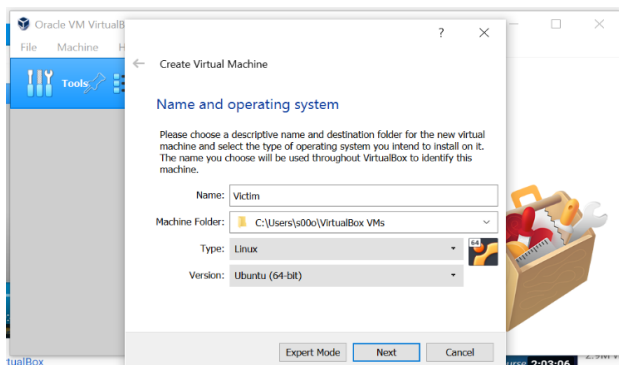 Oracle VM VirtualB
?
File Machine H
Create Virtual Machine
Tools
Name and operating system
Please choose a descriptive name and destination folder for the new virtual
machine and select the type of operating system you intend to install on it.
The name you choose will be used throughout VirtualBox to identify this
machine.
Name: Victim
Machine Folder: C:\Users\s00o\VirtualBox VMs
Type: Linux
64
Version: Ubuntu (64-bit)
Expert Mode Next Cancel
tualBox
urse 2:03:06